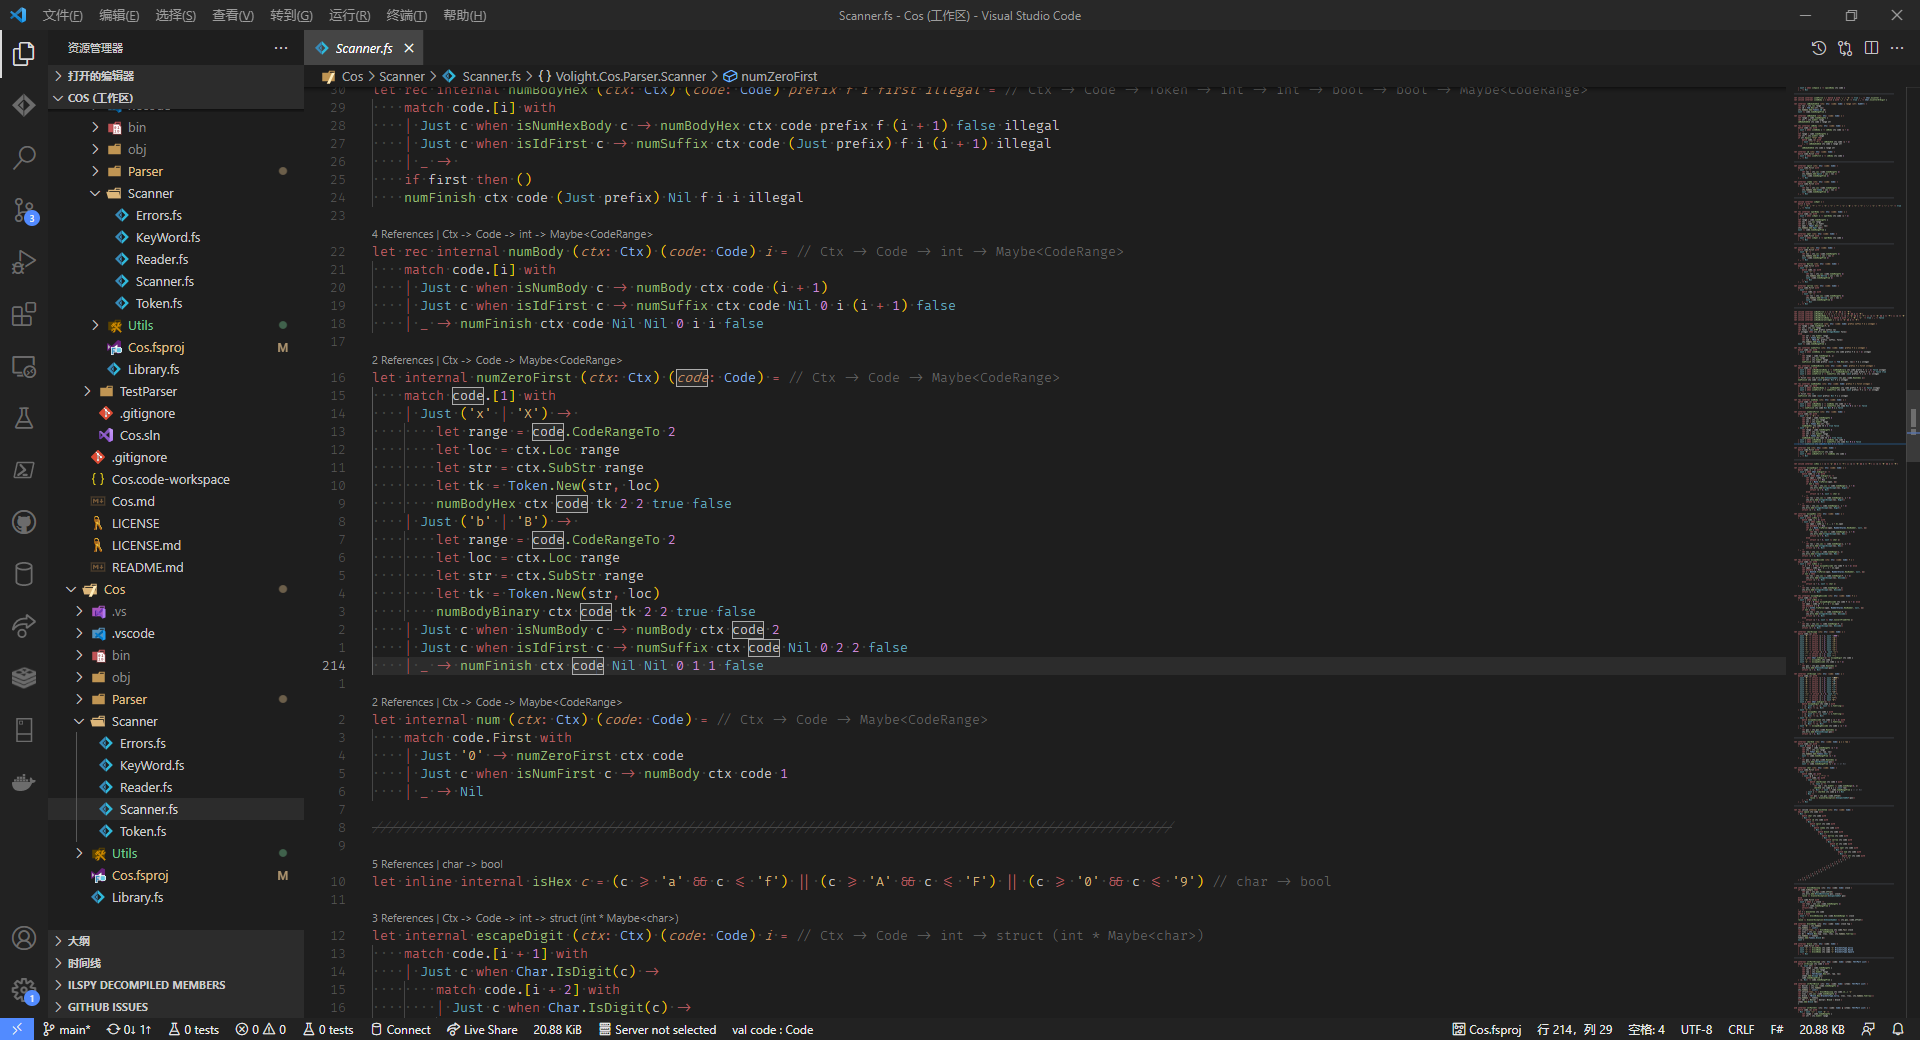 文件(F) 编辑(E) 选择(S) 查看(V) 转到(G) 运行(R) 终端(T) 帮助(H)
Scanner.fs - Cos (工作区) - Visual Studio Code
资源管理器
打开的编辑器
COS (工作区)
bin
obj
Parser
Scanner
Errors.fs
KeyWord.fs
Reader.fs
Scanner.fs
Token.fs
Utils
Cos.fsproj M
Library.fs
TestParser
.gitignore
Cos.sln
.gitignore
Cos.code-workspace
Cos.md
LICENSE
LICENSE.md
README.md
Cos
.vs
.vscode
bin
obj
Parser
Scanner
Errors.fs
KeyWord.fs
Reader.fs
Scanner.fs
Token.fs
Utils
Cos.fsproj M
Library.fs
大纲
时间线
ILSPY DECOMPILED MEMBERS
GITHUB ISSUES
3
1
Scanner.fs
Cos > Scanner > Scanner.fs > {} Volight.Cos.Parser.Scanner > numZeroFirst
30 let rec internal numBodyHex (ctx: Ctx) (code: Code) prefix f i first illegal = // Ctx -> Code -> Token -> int -> int -> bool -> bool -> Maybe<CodeRange>
29 match code.[i] with
28 | Just c when isNumHexBody c -> numBodyHex ctx code prefix f (i + 1) false illegal
27 | Just c when isIdFirst c -> numSuffix ctx code (Just prefix) f i (i + 1) illegal
26 | _ ->
25 if first then ()
24 numFinish ctx code (Just prefix) Nil f i i illegal
23
4 References | Ctx -> Code -> int -> Maybe<CodeRange>
22 let rec internal numBody (ctx: Ctx) (code: Code) i = // Ctx -> Code -> int -> Maybe<CodeRange>
21 match code.[i] with
20 | Just c when isNumBody c -> numBody ctx code (i + 1)
19 | Just c when isIdFirst c -> numSuffix ctx code Nil 0 i (i + 1) false
18 | _ -> numFinish ctx code Nil Nil 0 i i false
17
2 References | Ctx -> Code -> Maybe<CodeRange>
16 let internal numZeroFirst (ctx: Ctx) (code: Code) = // Ctx -> Code -> Maybe<CodeRange>
15 match code.[1] with
14 | Just ('x' | 'X') ->
13 let range = code.CodeRangeTo 2
12 let loc = ctx.Loc range
11 let str = ctx.SubStr range
10 let tk = Token.New(str, loc)
9 numBodyHex ctx code tk 2 2 true false
8 | Just ('b' | 'B') ->
7 let range = code.CodeRangeTo 2
6 let loc = ctx.Loc range
5 let str = ctx.SubStr range
4 let tk = Token.New(str, loc)
3 numBodyBinary ctx code tk 2 2 true false
2 | Just c when isNumBody c -> numBody ctx code 2
1 | Just c when isIdFirst c -> numSuffix ctx code Nil 0 2 2 false
214 | _ -> numFinish ctx code Nil Nil 0 1 1 false
1
2 References | Ctx -> Code -> Maybe<CodeRange>
2 let internal num (ctx: Ctx) (code: Code) = // Ctx -> Code -> Maybe<CodeRange>
3 match code.First with
4 | Just '0' -> numZeroFirst ctx code
5 | Just c when isNumFirst c -> numBody ctx code 1
6 | _ -> Nil
7
8 ////////////////////////////////////////////////////////////////////////////////////////////////////
9
5 References | char -> bool
10 let inline internal isHex c = (c >= 'a' && c <= 'f') || (c >= 'A' && c <= 'F') || (c >= '0' && c <= '9') // char -> bool
11
3 References | Ctx -> Code -> int -> struct (int * Maybe<char>)
12 let internal escapeDigit (ctx: Ctx) (code: Code) i = // Ctx -> Code -> int -> struct (int * Maybe<char>)
13 match code.[i + 1] with
14 | Just c when Char.IsDigit(c) ->
15 match code.[i + 2] with
16 | Just c when Char.IsDigit(c) ->
main* 0↓ 1↑ 0 tests 0 0 0 tests Connect Live Share 20.88 KiB Server not selected val code : Code
Cos.fsproj 行 214，列 29 空格: 4 UTF-8 CRLF F# 20.88 KB